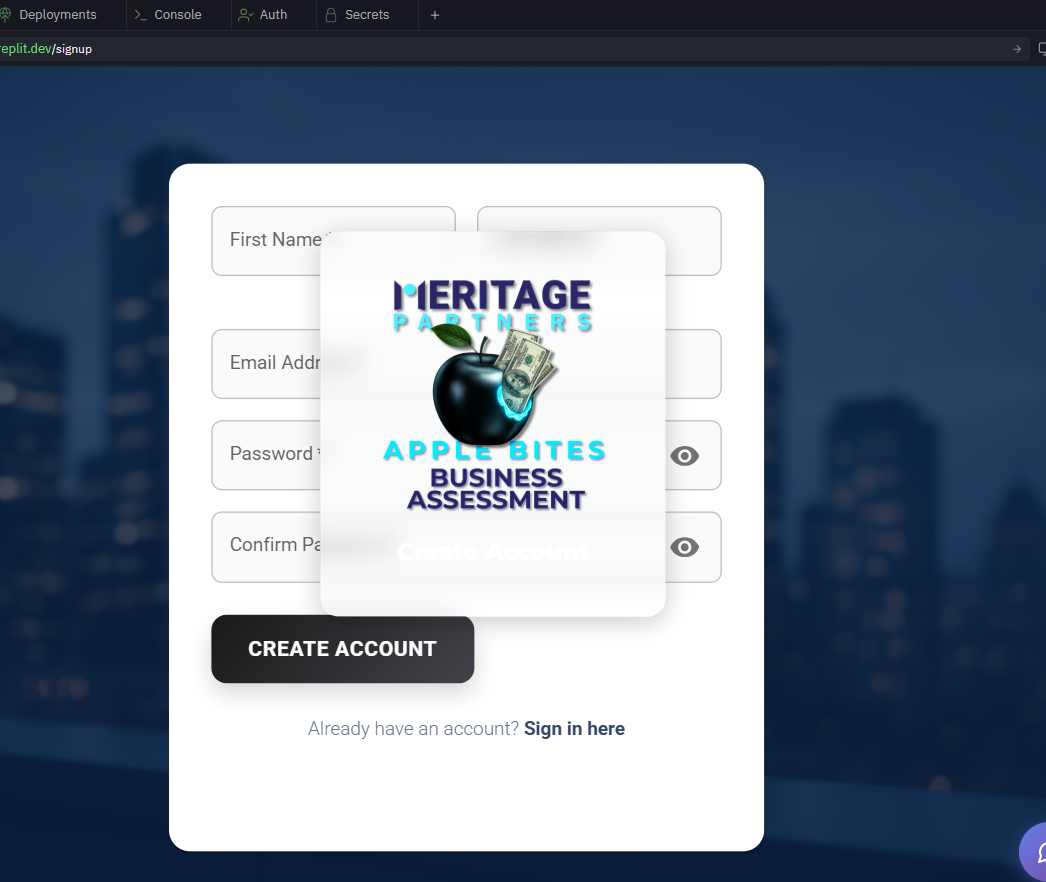 Deployments
Console
Auth
Secrets
replit.dev/signup
First Name
MERITAGE
PARTNERS
Email Addr
APPLE BITES
Password *
BUSINESS
ASSESSMENT
Confirm Pa
Create Account
CREATE ACCOUNT
Already have an account? Sign in here